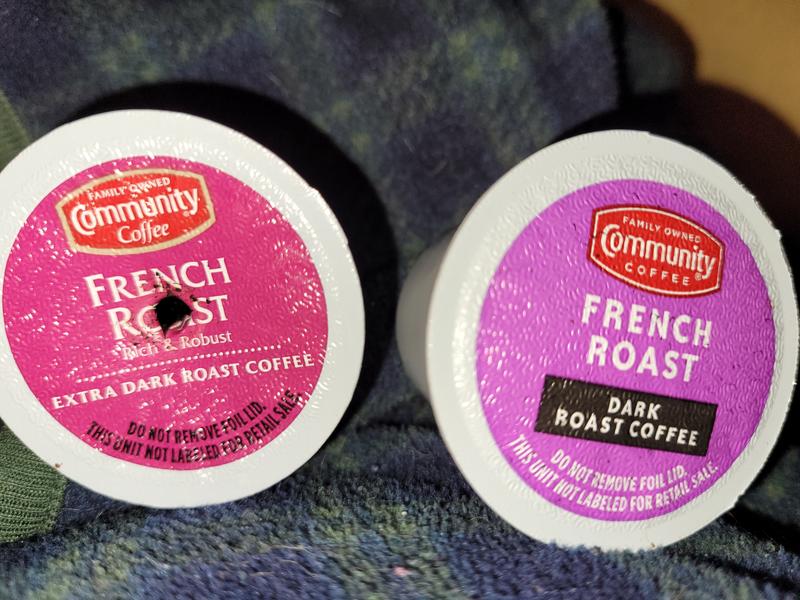 FAMILY OWNED
Community
Coffee
FRENCH
ROAST
Rich & Robust
EXTRA DARK ROAST COFFEE
DO NOT REMOVE FOIL LID.
THIS UNIT NOT LABELED FOR RETAIL SALE.
FAMILY OWNED
Community®
COFFEE
FRENCH
ROAST
DARK
ROAST COFFEE
DO NOT REMOVE FOIL LID.
THIS UNIT NOT LABELED FOR RETAIL SALE.